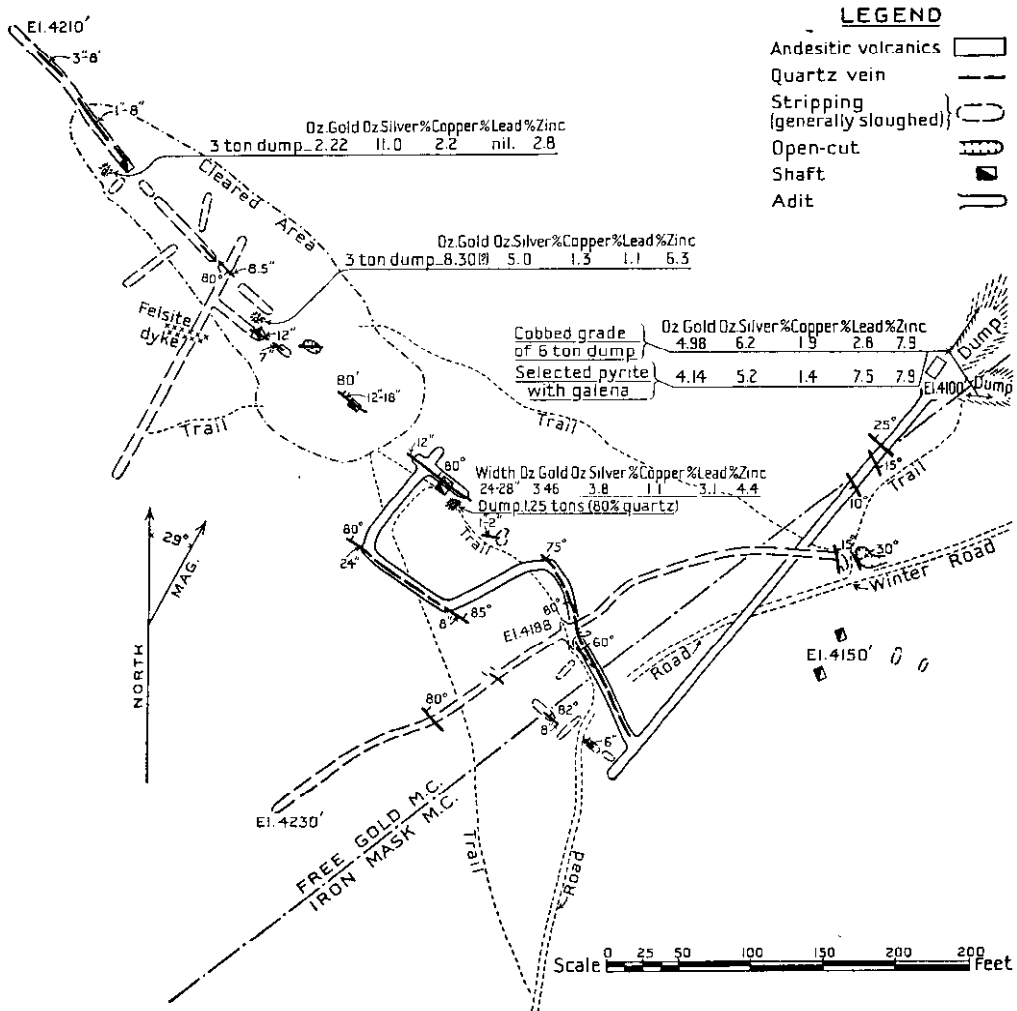 LEGEND
Andesitic volcanics
Quartz vein
Stripping
(generally sloughed)
Open-cut
Shaft
Adit
El.4210'
3"-8'
1"-8"
Oz.Gold Oz.Silver %Copper %Lead %Zinc
3 ton dump 2.22 11.0 2.2 nil. 2.8
Cleared Area
Oz.Gold Oz.Silver %Copper %Lead %Zinc
3 ton dump 8.30(?) 5.0 1.3 1.1 6.3
8.5"
80°
Felsite
dyke
12"
7"
80'
12"-18"
Trail
Trail
Oz Gold Oz.Silver %Copper %Lead %Zinc
Cobbed grade
of 6 ton dump
4.98 6.2 1.9 2.8 7.9
Selected pyrite
with galena
4.14 5.2 1.4 7.5 7.9
Dump
El.4100'
Dump
25°
15°
10°
Trail
12"
80°
Width Oz Gold Oz Silver %Copper %Lead %Zinc
24-28" 3.46 3.8 1.1 3.1 4.4
Dump 1.25 tons (80% quartz)
Trail
1-2"
80°
24"
75°
15°
30°
Winter Road
8"
85°
80°
El.4188
60°
Road
El.4150'
29°
MAG.
NORTH
80°
82°
8"
6"
El.4230'
FREE GOLD M.C.
IRON MASK M.C.
Trail
Road
Scale 0 25 50 100 150 200 Feet